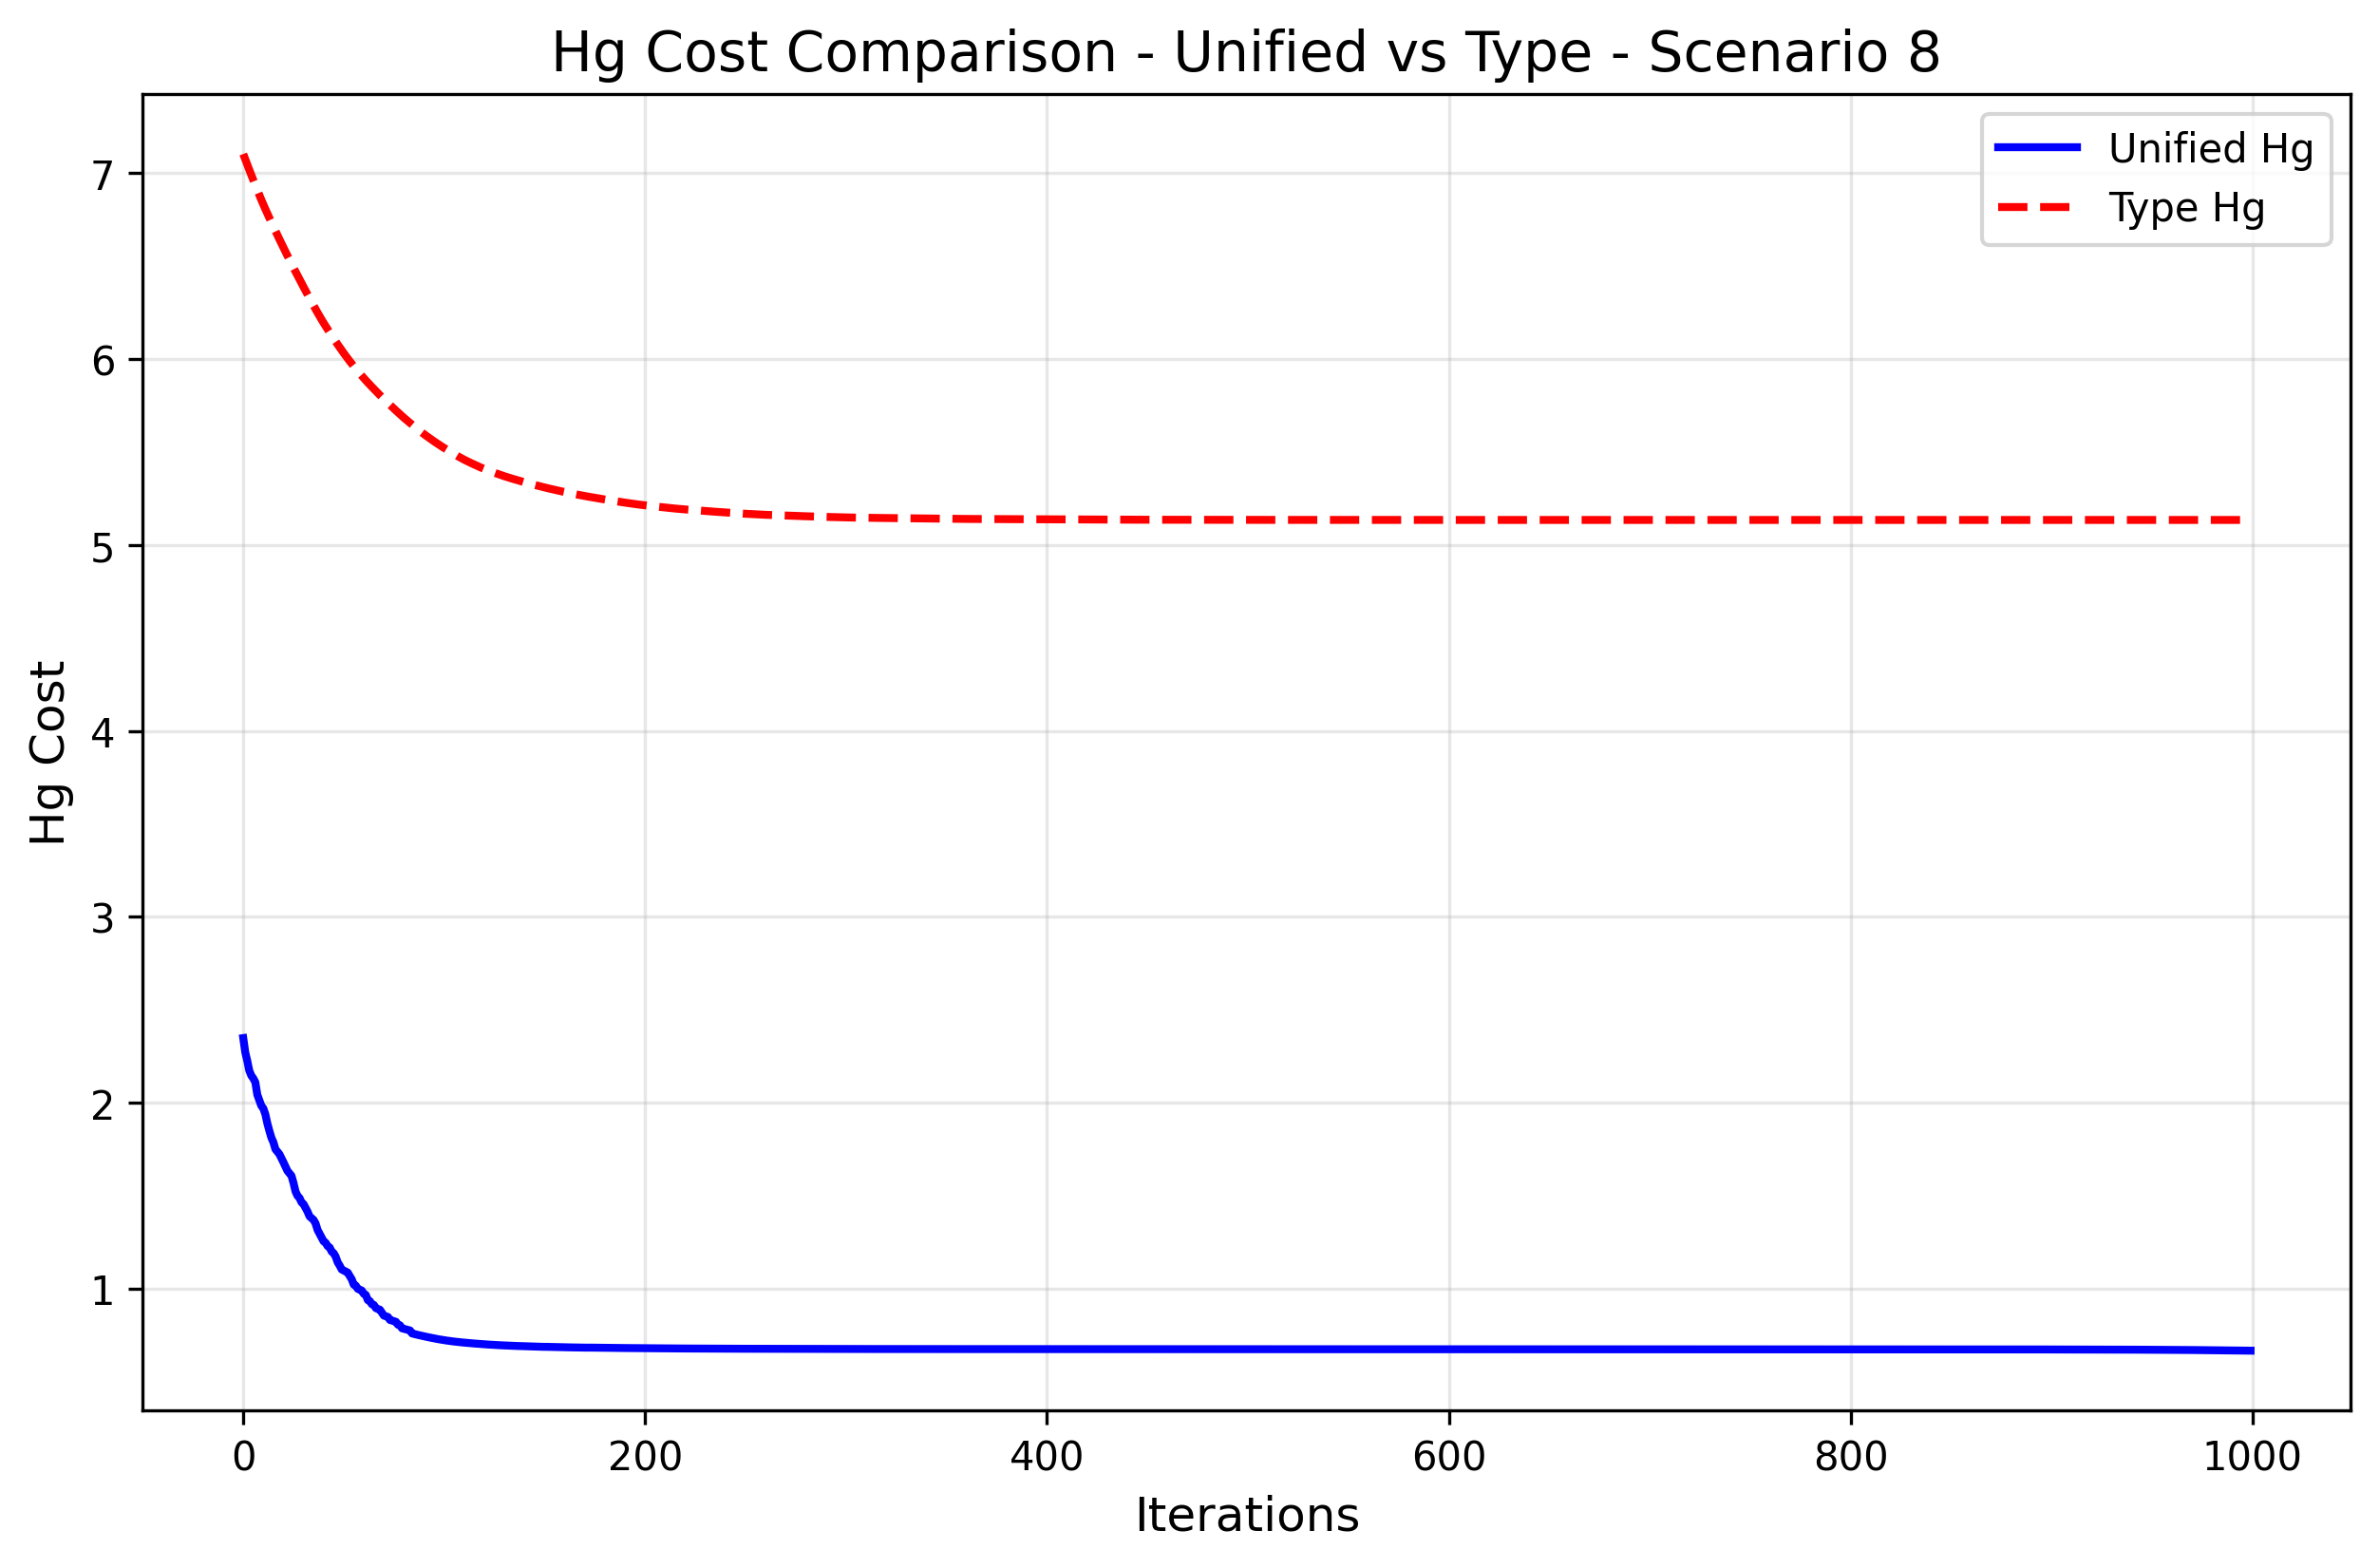 Hg Cost Comparison - Unified vs Type - Scenario 8
Unified Hg
Type Hg
Hg Cost
7
6
5
4
3
2
1
0 200 400 600 800 1000
Iterations